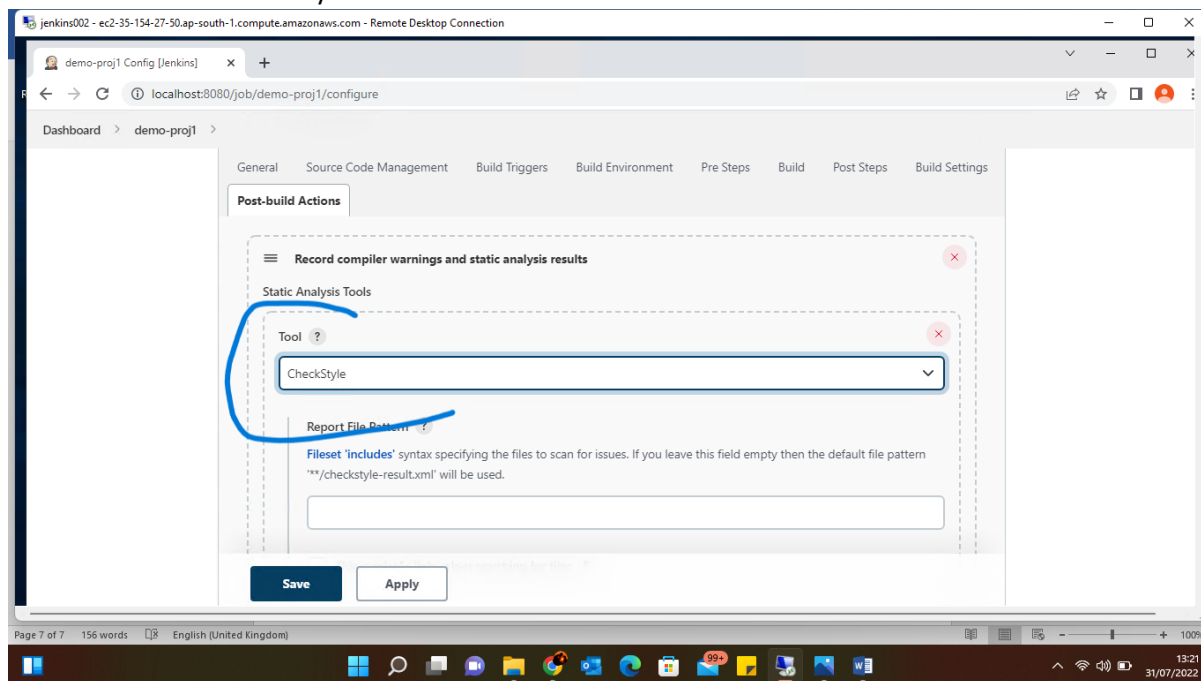 jenkins002 - ec2-35-154-27-50.ap-south-1.compute.amazonaws.com - Remote Desktop Connection
demo-proj1 Config [Jenkins]
localhost:8080/job/demo-proj1/configure
Dashboard > demo-proj1 >
General Source Code Management Build Triggers Build Environment Pre Steps Build Post Steps Build Settings
Post-build Actions
Record compiler warnings and static analysis results
Static Analysis Tools
Tool ?
CheckStyle
Report File Pattern ?
Fileset 'includes' syntax specifying the files to scan for issues. If you leave this field empty then the default file pattern
'**/checkstyle-result.xml' will be used.
Save Apply
Page 7 of 7 156 words English (United Kingdom) 100%
99+
13:21
31/07/2022